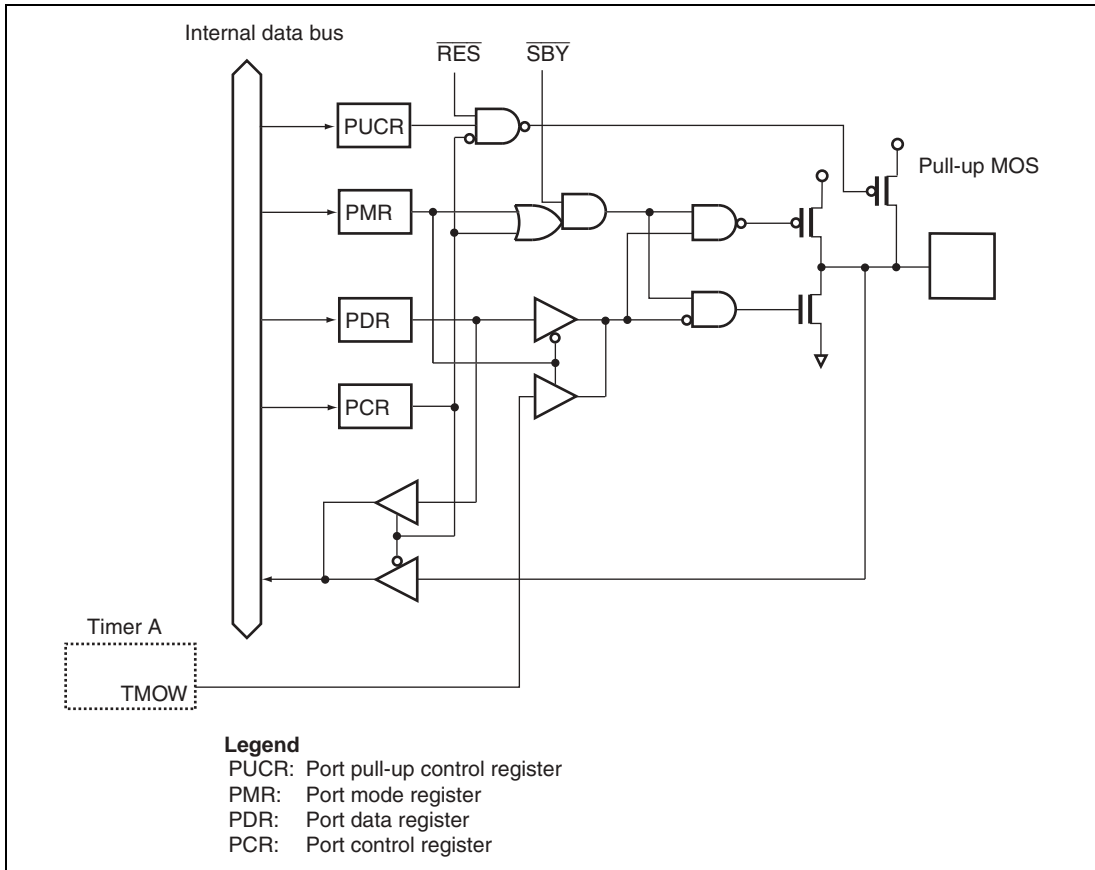 Internal data bus
RES
SBY
PUCR
Pull-up MOS
PMR
PDR
PCR
Timer A
TMOW
Legend
PUCR: Port pull-up control register
PMR: Port mode register
PDR: Port data register
PCR: Port control register